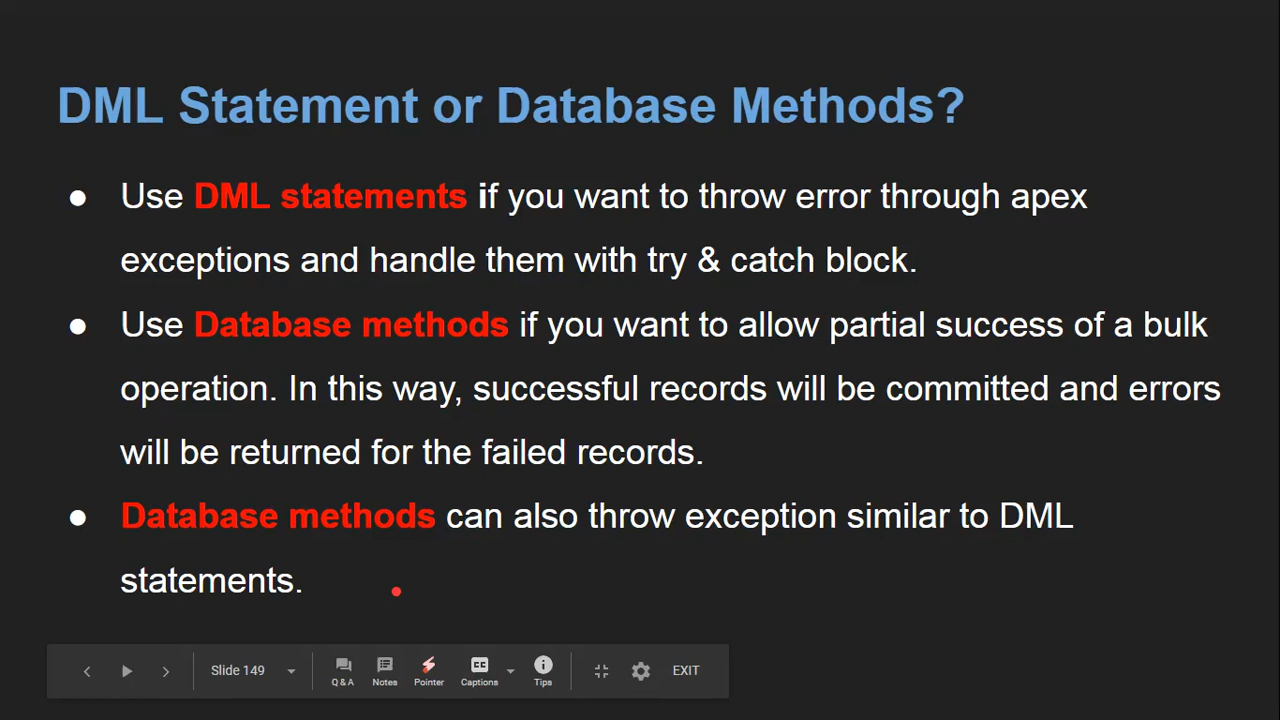 DML Statement or Database Methods?
● Use DML statements if you want to throw error through apex
exceptions and handle them with try & catch block.
● Use Database methods if you want to allow partial success of a bulk
operation. In this way, successful records will be committed and errors
will be returned for the failed records.
● Database methods can also throw exception similar to DML
statements.
Slide 149
Q & A
Notes
Pointer
CC
Captions
Tips
EXIT